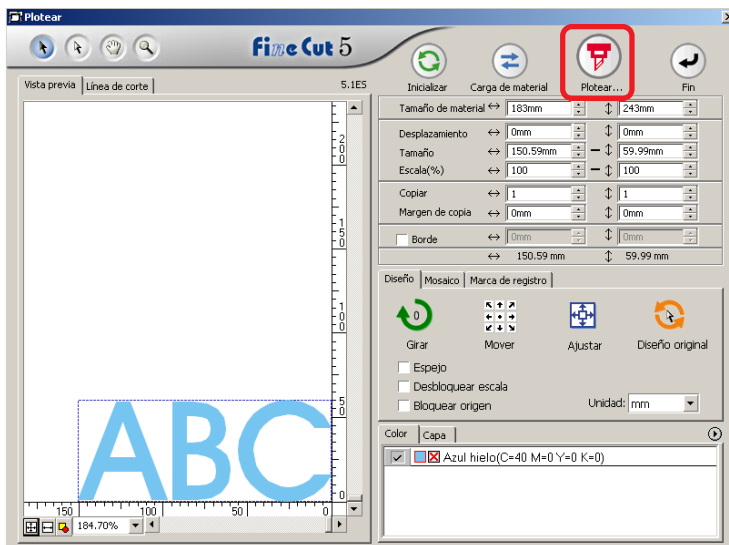 Plotear
Fine Cut 5
Inicializar Carga de material Plotear... Fin
Vista previa Línea de corte 5.1ES
Tamaño de material 183mm 243mm
Desplazamiento 0mm 0mm
Tamaño 150.59mm 59.99mm
Escala(%) 100 100
Copiar 1 1
Margen de copia 0mm 0mm
Borde 0mm 0mm
150.59 mm 59.99 mm
Diseño Mosaico Marca de registro
0
Girar Mover Ajustar Diseño original
Espejo
Desbloquear escala
Bloquear origen Unidad: mm
Color Capa
Azul hielo(C=40 M=0 Y=0 K=0)
200
150
100
50
0
ABC
150 100 50 0
184.70%